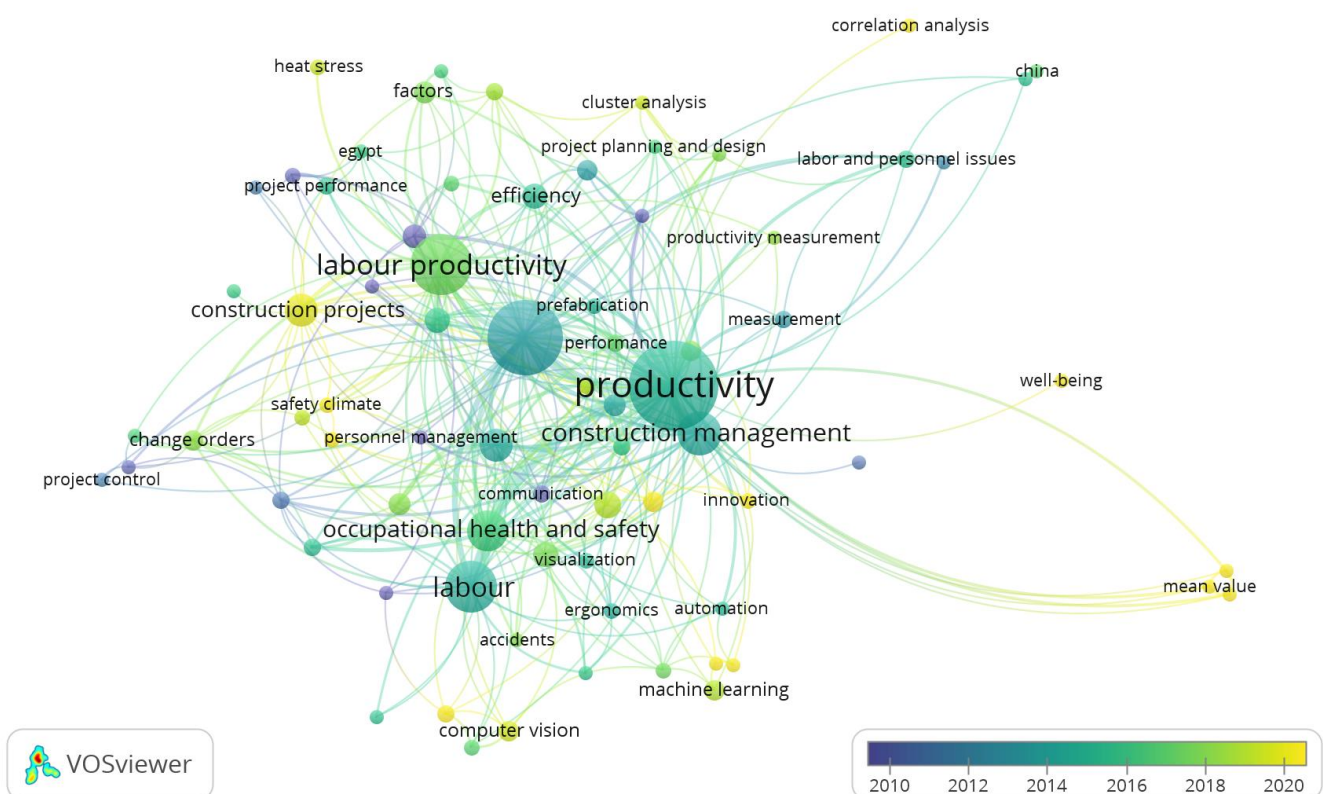 correlation analysis
heat stress
china
factors
cluster analysis
egypt
project planning and design
labor and personnel issues
project performance
efficiency
productivity measurement
labour productivity
construction projects
prefabrication
measurement
performance
productivity
well-being
safety climate
change orders
personnel management
construction management
project control
communication
innovation
occupational health and safety
visualization
labour
mean value
ergonomics
automation
accidents
machine learning
computer vision
VOSviewer
2010 2012 2014 2016 2018 2020